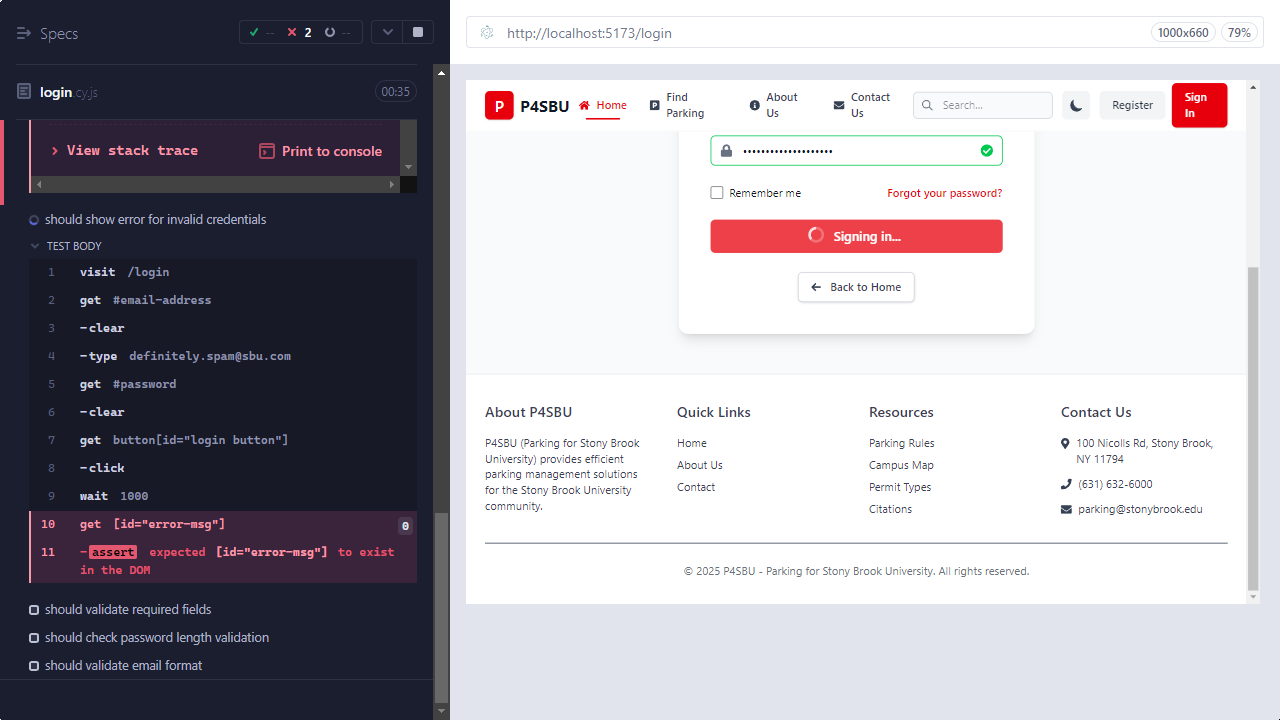 Specs
--
2
--
http://localhost:5173/login
1000x660
79%
login.cy.js
00:35
View stack trace
Print to console
should show error for invalid credentials
TEST BODY
1 visit /login
2 get #email-address
3 -clear
4 -type definitely.spam@sbu.com
5 get #password
6 -clear
7 get button[id="login button"]
8 -click
9 wait 1000
10 get [id="error-msg"] 0
11 -assert expected [id="error-msg"] to exist
in the DOM
should validate required fields
should check password length validation
should validate email format
P P4SBU
Home
Find
Parking
About
Us
Contact
Us
Search...
Register
Sign
In
Remember me
Forgot your password?
Signing in...
Back to Home
About P4SBU
P4SBU (Parking for Stony Brook
University) provides efficient
parking management solutions
for the Stony Brook University
community.
Quick Links
Home
About Us
Contact
Resources
Parking Rules
Campus Map
Permit Types
Citations
Contact Us
100 Nicolls Rd, Stony Brook,
NY 11794
(631) 632-6000
parking@stonybrook.edu
© 2025 P4SBU - Parking for Stony Brook University. All rights reserved.